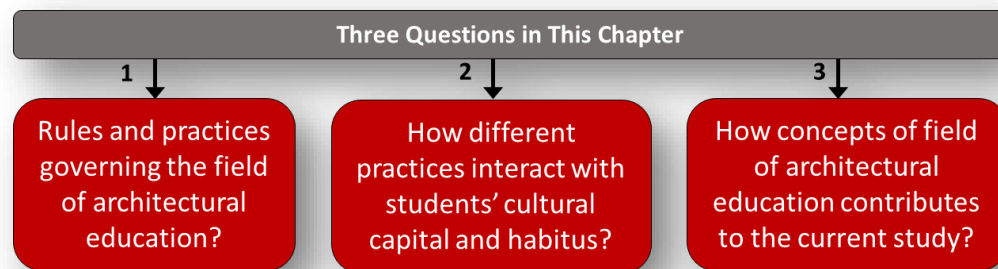 Three Questions in This Chapter
1
2
3
Rules and practices
governing the field
of architectural
education?
How different
practices interact with
students’ cultural
capital and habitus?
How concepts of field
of architectural
education contributes
to the current study?